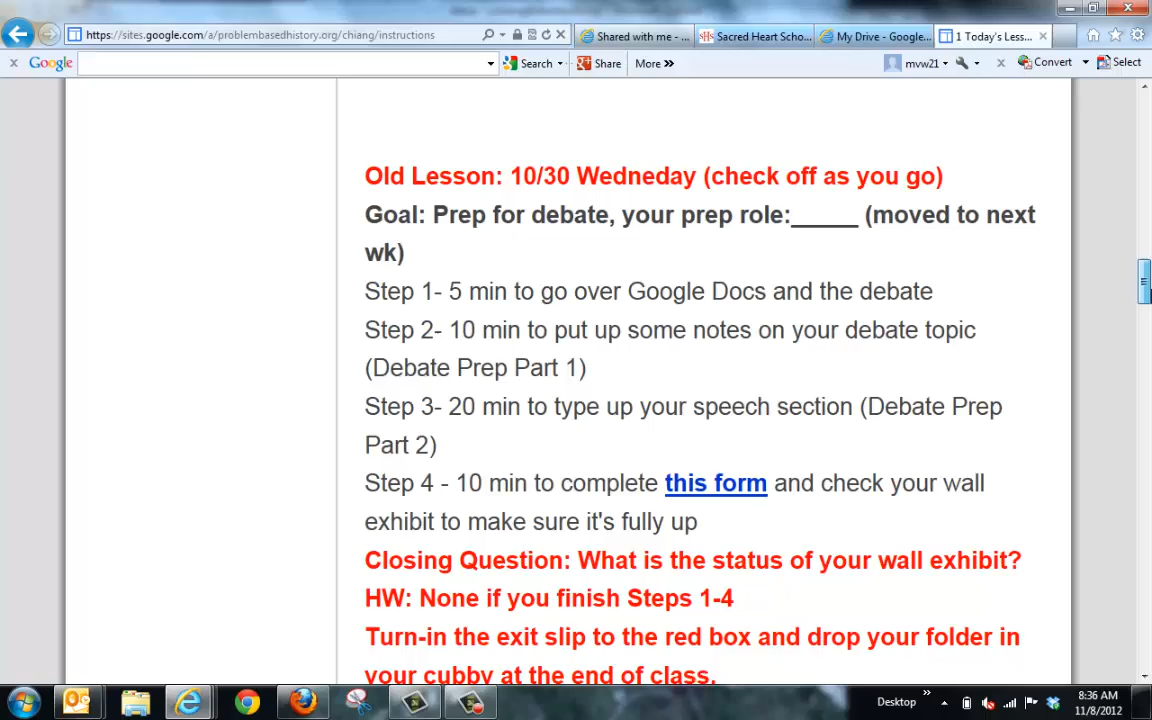 https://sites.google.com/a/problembasedhistory.org/chiang/instructions
Shared with me - ...
Sacred Heart Scho...
My Drive - Google...
1 Today's Less...
x Google
Search
Share
More »
mvw21
x
Convert
Select
Old Lesson: 10/30 Wedneday (check off as you go)
Goal: Prep for debate, your prep role:_____ (moved to next
wk)
Step 1- 5 min to go over Google Docs and the debate
Step 2- 10 min to put up some notes on your debate topic
(Debate Prep Part 1)
Step 3- 20 min to type up your speech section (Debate Prep
Part 2)
Step 4 - 10 min to complete this form and check your wall
exhibit to make sure it's fully up
Closing Question: What is the status of your wall exhibit?
HW: None if you finish Steps 1-4
Turn-in the exit slip to the red box and drop your folder in
your cubby at the end of class.
Desktop
8:36 AM
11/8/2012